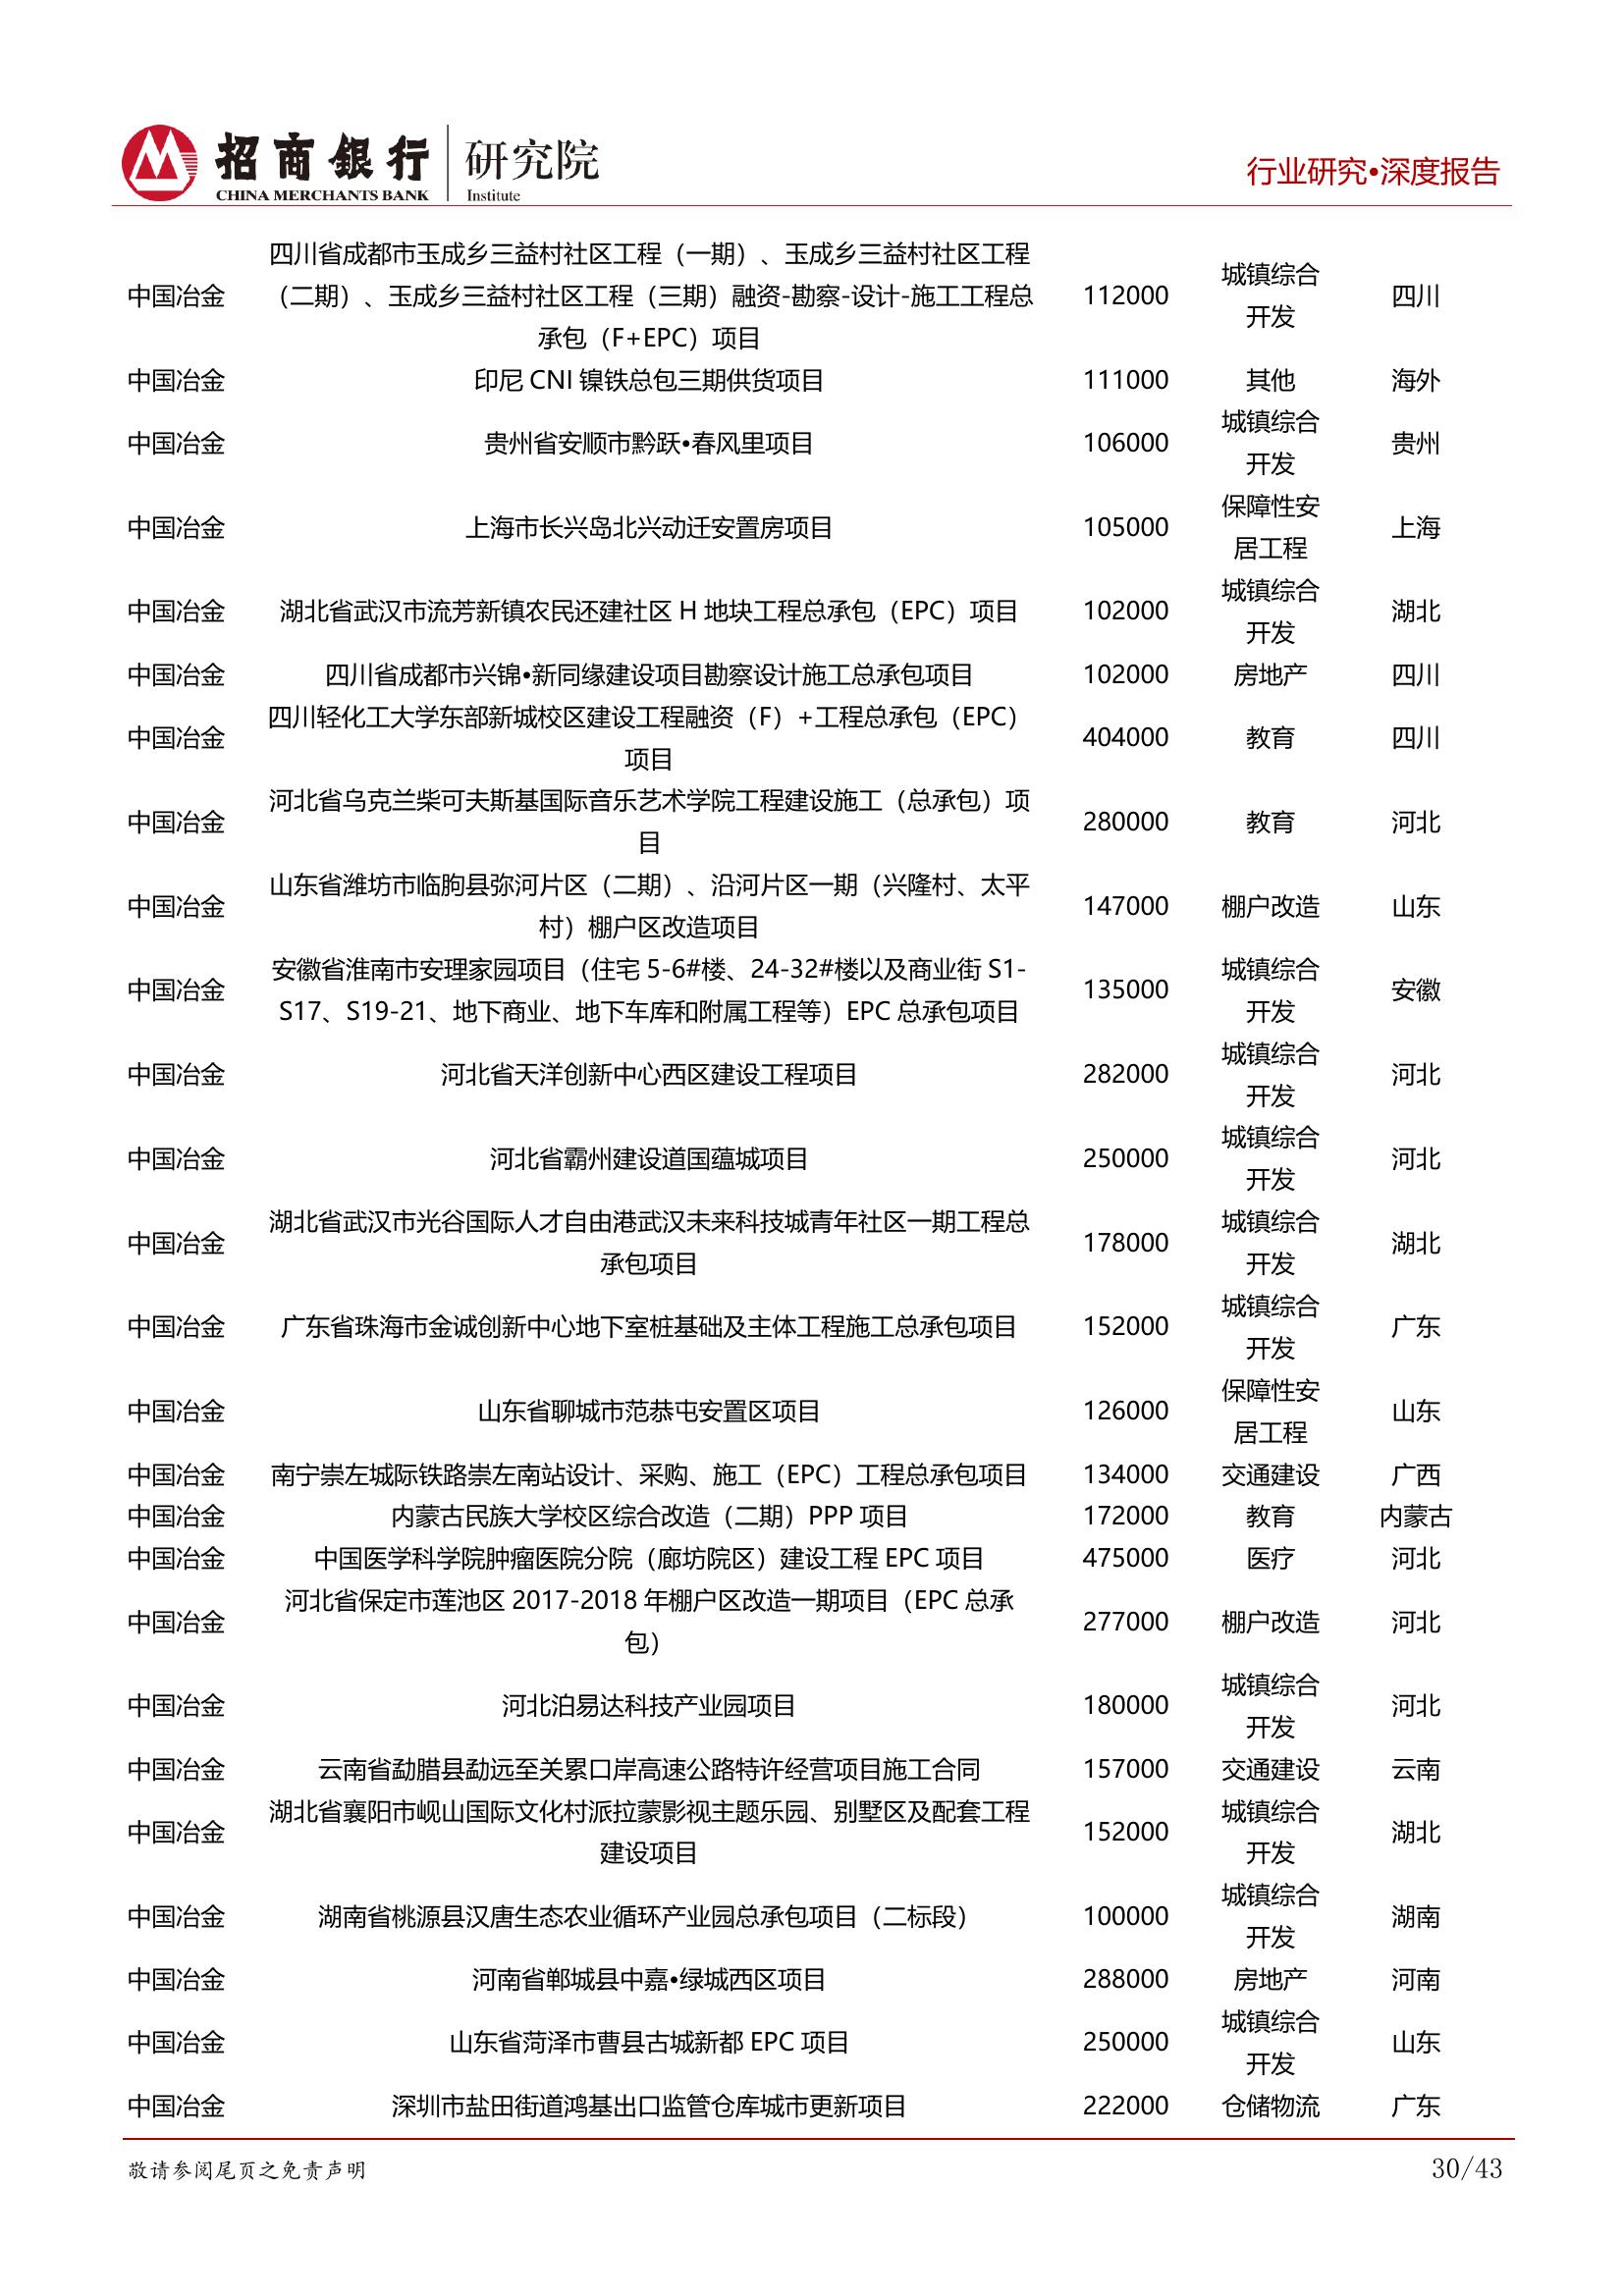 招商银行 研究院
CHINA MERCHANTS BANK Institute
行业研究•深度报告
四川省成都市玉成乡三益村社区工程（一期）、玉成乡三益村社区工程
中国冶金 （二期）、玉成乡三益村社区工程（三期）融资-勘察-设计-施工工程总 112000 城镇综合 四川
承包（F+EPC）项目 开发
中国冶金 印尼 CNI 镍铁总包三期供货项目 111000 其他 海外
中国冶金 贵州省安顺市黔跃•春风里项目 106000 城镇综合 贵州
开发
中国冶金 上海市长兴岛北兴动迁安置房项目 105000 保障性安 上海
居工程
中国冶金 湖北省武汉市流芳新镇农民还建社区 H 地块工程总承包（EPC）项目 102000 城镇综合 湖北
开发
中国冶金 四川省成都市兴锦•新同缘建设项目勘察设计施工总承包项目 102000 房地产 四川
中国冶金 四川轻化工大学东部新城校区建设工程融资（F）+工程总承包（EPC） 404000 教育 四川
项目
中国冶金 河北省乌克兰柴可夫斯基国际音乐艺术学院工程建设施工（总承包）项 280000 教育 河北
目
中国冶金 山东省潍坊市临朐县弥河片区（二期）、沿河片区一期（兴隆村、太平 147000 棚户改造 山东
村）棚户区改造项目
中国冶金 安徽省淮南市安理家园项目（住宅 5-6#楼、24-32#楼以及商业街 S1- 135000 城镇综合 安徽
S17、S19-21、地下商业、地下车库和附属工程等）EPC 总承包项目 开发
中国冶金 河北省天洋创新中心西区建设工程项目 282000 城镇综合 河北
开发
中国冶金 河北省霸州建设道国蕴城项目 250000 城镇综合 河北
开发
中国冶金 湖北省武汉市光谷国际人才自由港武汉未来科技城青年社区一期工程总 178000 城镇综合 湖北
承包项目 开发
中国冶金 广东省珠海市金诚创新中心地下室桩基础及主体工程施工总承包项目 152000 城镇综合 广东
开发
中国冶金 山东省聊城市范恭屯安置区项目 126000 保障性安 山东
居工程
中国冶金 南宁崇左城际铁路崇左南站设计、采购、施工（EPC）工程总承包项目 134000 交通建设 广西
中国冶金 内蒙古民族大学校区综合改造（二期）PPP 项目 172000 教育 内蒙古
中国冶金 中国医学科学院肿瘤医院分院（廊坊院区）建设工程 EPC 项目 475000 医疗 河北
中国冶金 河北省保定市莲池区 2017-2018 年棚户区改造一期项目（EPC 总承 277000 棚户改造 河北
包）
中国冶金 河北泊易达科技产业园项目 180000 城镇综合 河北
开发
中国冶金 云南省勐腊县勐远至关累口岸高速公路特许经营项目施工合同 157000 交通建设 云南
中国冶金 湖北省襄阳市岘山国际文化村派拉蒙影视主题乐园、别墅区及配套工程 152000 城镇综合 湖北
建设项目 开发
中国冶金 湖南省桃源县汉唐生态农业循环产业园总承包项目（二标段） 100000 城镇综合 湖南
开发
中国冶金 河南省郸城县中嘉•绿城西区项目 288000 房地产 河南
中国冶金 山东省菏泽市曹县古城新都 EPC 项目 250000 城镇综合 山东
开发
中国冶金 深圳市盐田街道鸿基出口监管仓库城市更新项目 222000 仓储物流 广东
敬请参阅尾页之免责声明
30/43